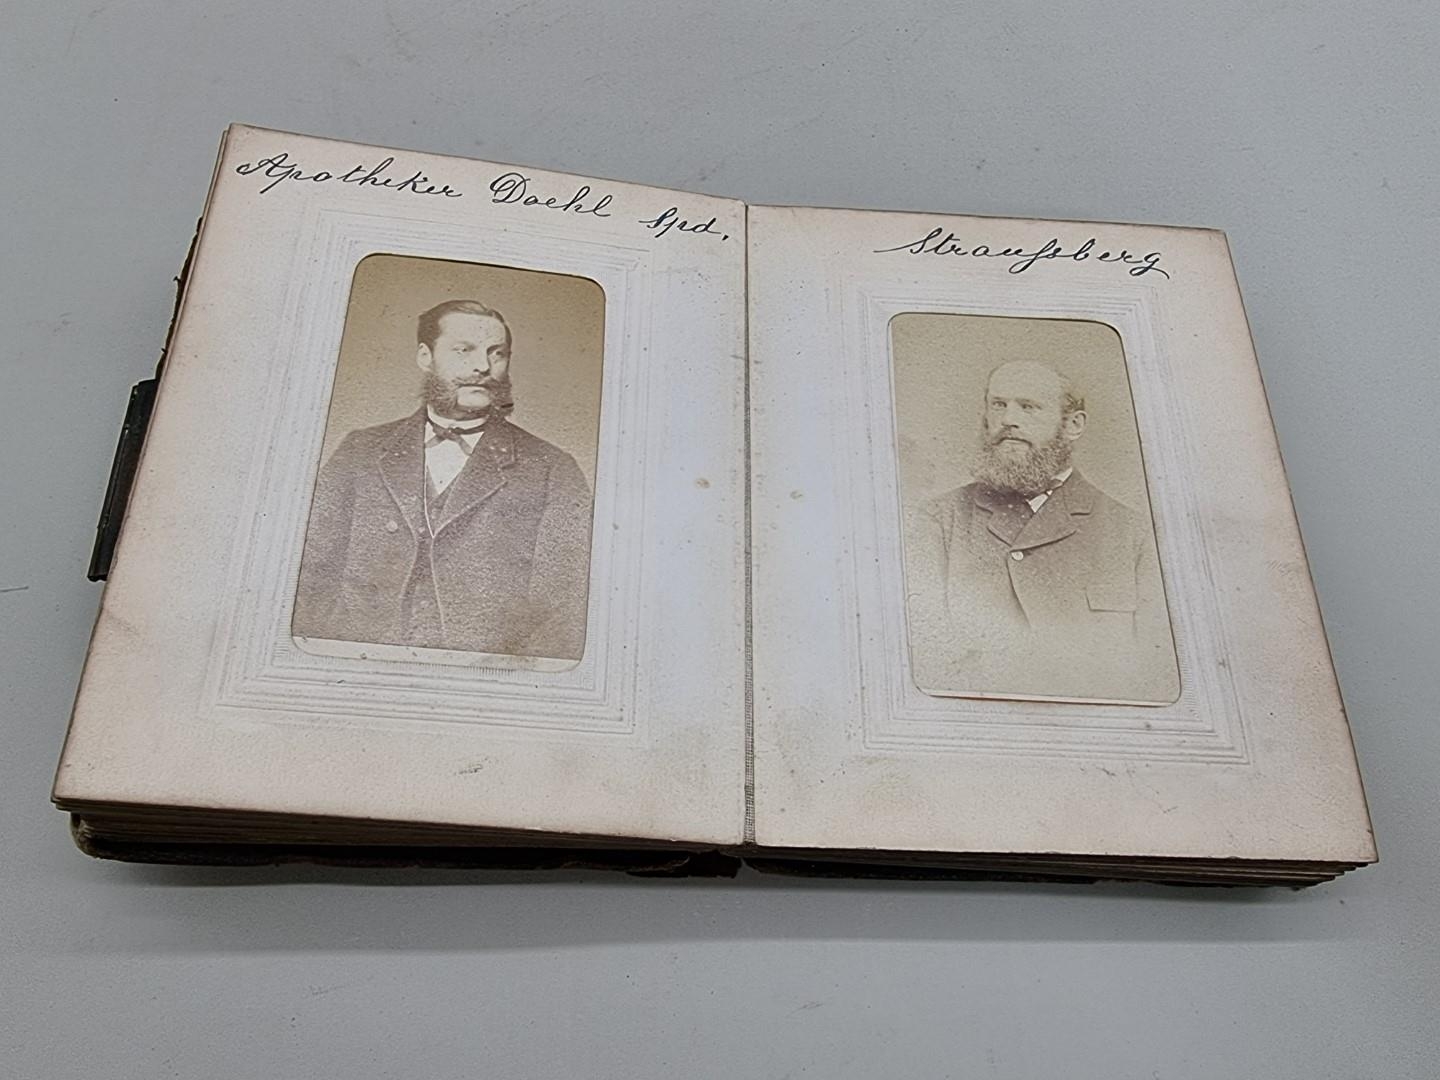 Apotheker Doehl Spd.
Straußberg